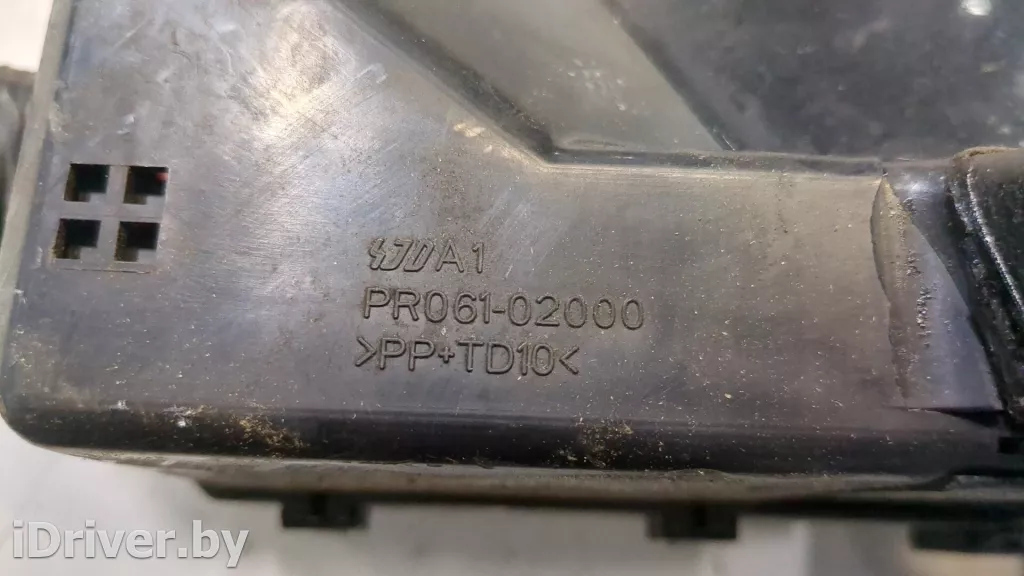 A1
PR061-02000
>PP+TD10<
iDriver.by